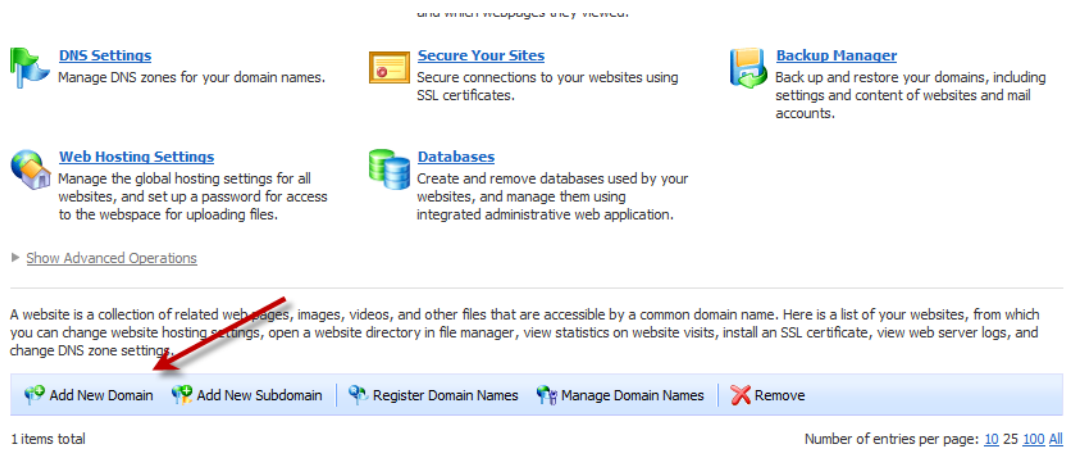 and which webpages they viewed.
DNS Settings
Manage DNS zones for your domain names.
Secure Your Sites
Secure connections to your websites using
SSL certificates.
Backup Manager
Back up and restore your domains, including
settings and content of websites and mail
accounts.
Web Hosting Settings
Manage the global hosting settings for all
websites, and set up a password for access
to the webspace for uploading files.
Databases
Create and remove databases used by your
websites, and manage them using
integrated administrative web application.
Show Advanced Operations
A website is a collection of related web pages, images, videos, and other files that are accessible by a common domain name. Here is a list of your websites, from which
you can change website hosting settings, open a website directory in file manager, view statistics on website visits, install an SSL certificate, view web server logs, and
change DNS zone settings.
Add New Domain Add New Subdomain Register Domain Names Manage Domain Names Remove
1 items total Number of entries per page: 10 25 100 All